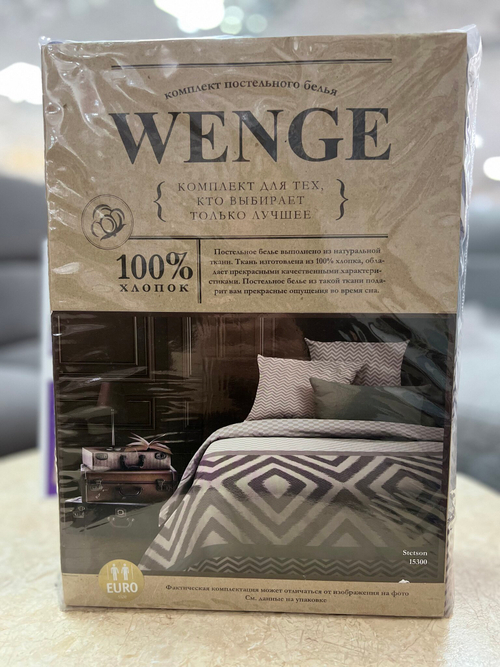 комплект постельного белья
WENGE
КОМПЛЕКТ ДЛЯ ТЕХ,
КТО ВЫБИРАЕТ
ТОЛЬКО ЛУЧШЕЕ
100%
ХЛОПОК
Постельное белье выполнено из натуральной
ткани. Ткань изготовлена из 100% хлопка, обла-
дает прекрасными качественными характери-
стиками. Постельное белье из такой ткани пода-
рит вам прекрасные ощущения во время сна.
Stetson
15300
EURO
Фактическая комплектация может отличаться от изображения на фото
См. данные на упаковке